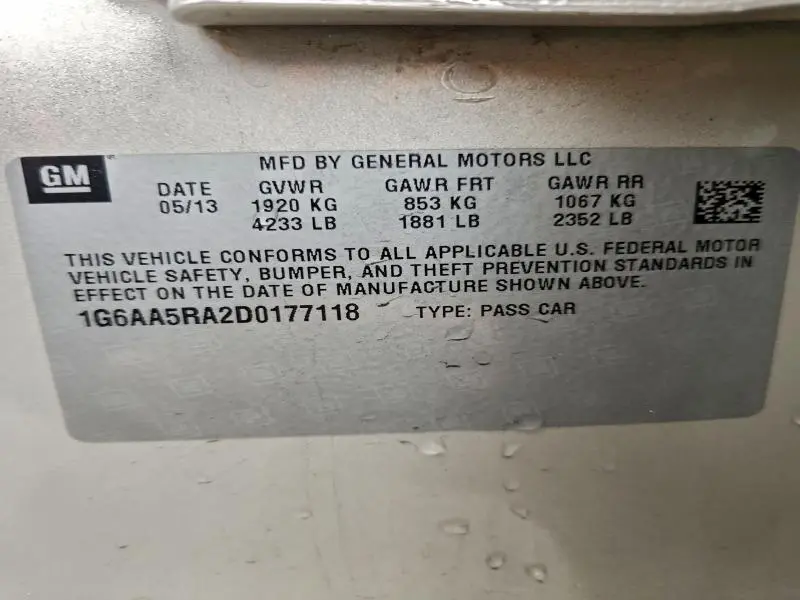 GM
MFD BY GENERAL MOTORS LLC
DATE GVWR GAWR FRT GAWR RR
05/13 1920 KG 853 KG 1067 KG
4233 LB 1881 LB 2352 LB
THIS VEHICLE CONFORMS TO ALL APPLICABLE U.S. FEDERAL MOTOR
VEHICLE SAFETY, BUMPER, AND THEFT PREVENTION STANDARDS IN
EFFECT ON THE DATE OF MANUFACTURE SHOWN ABOVE.
1G6AA5RA2D0177118 TYPE: PASS CAR